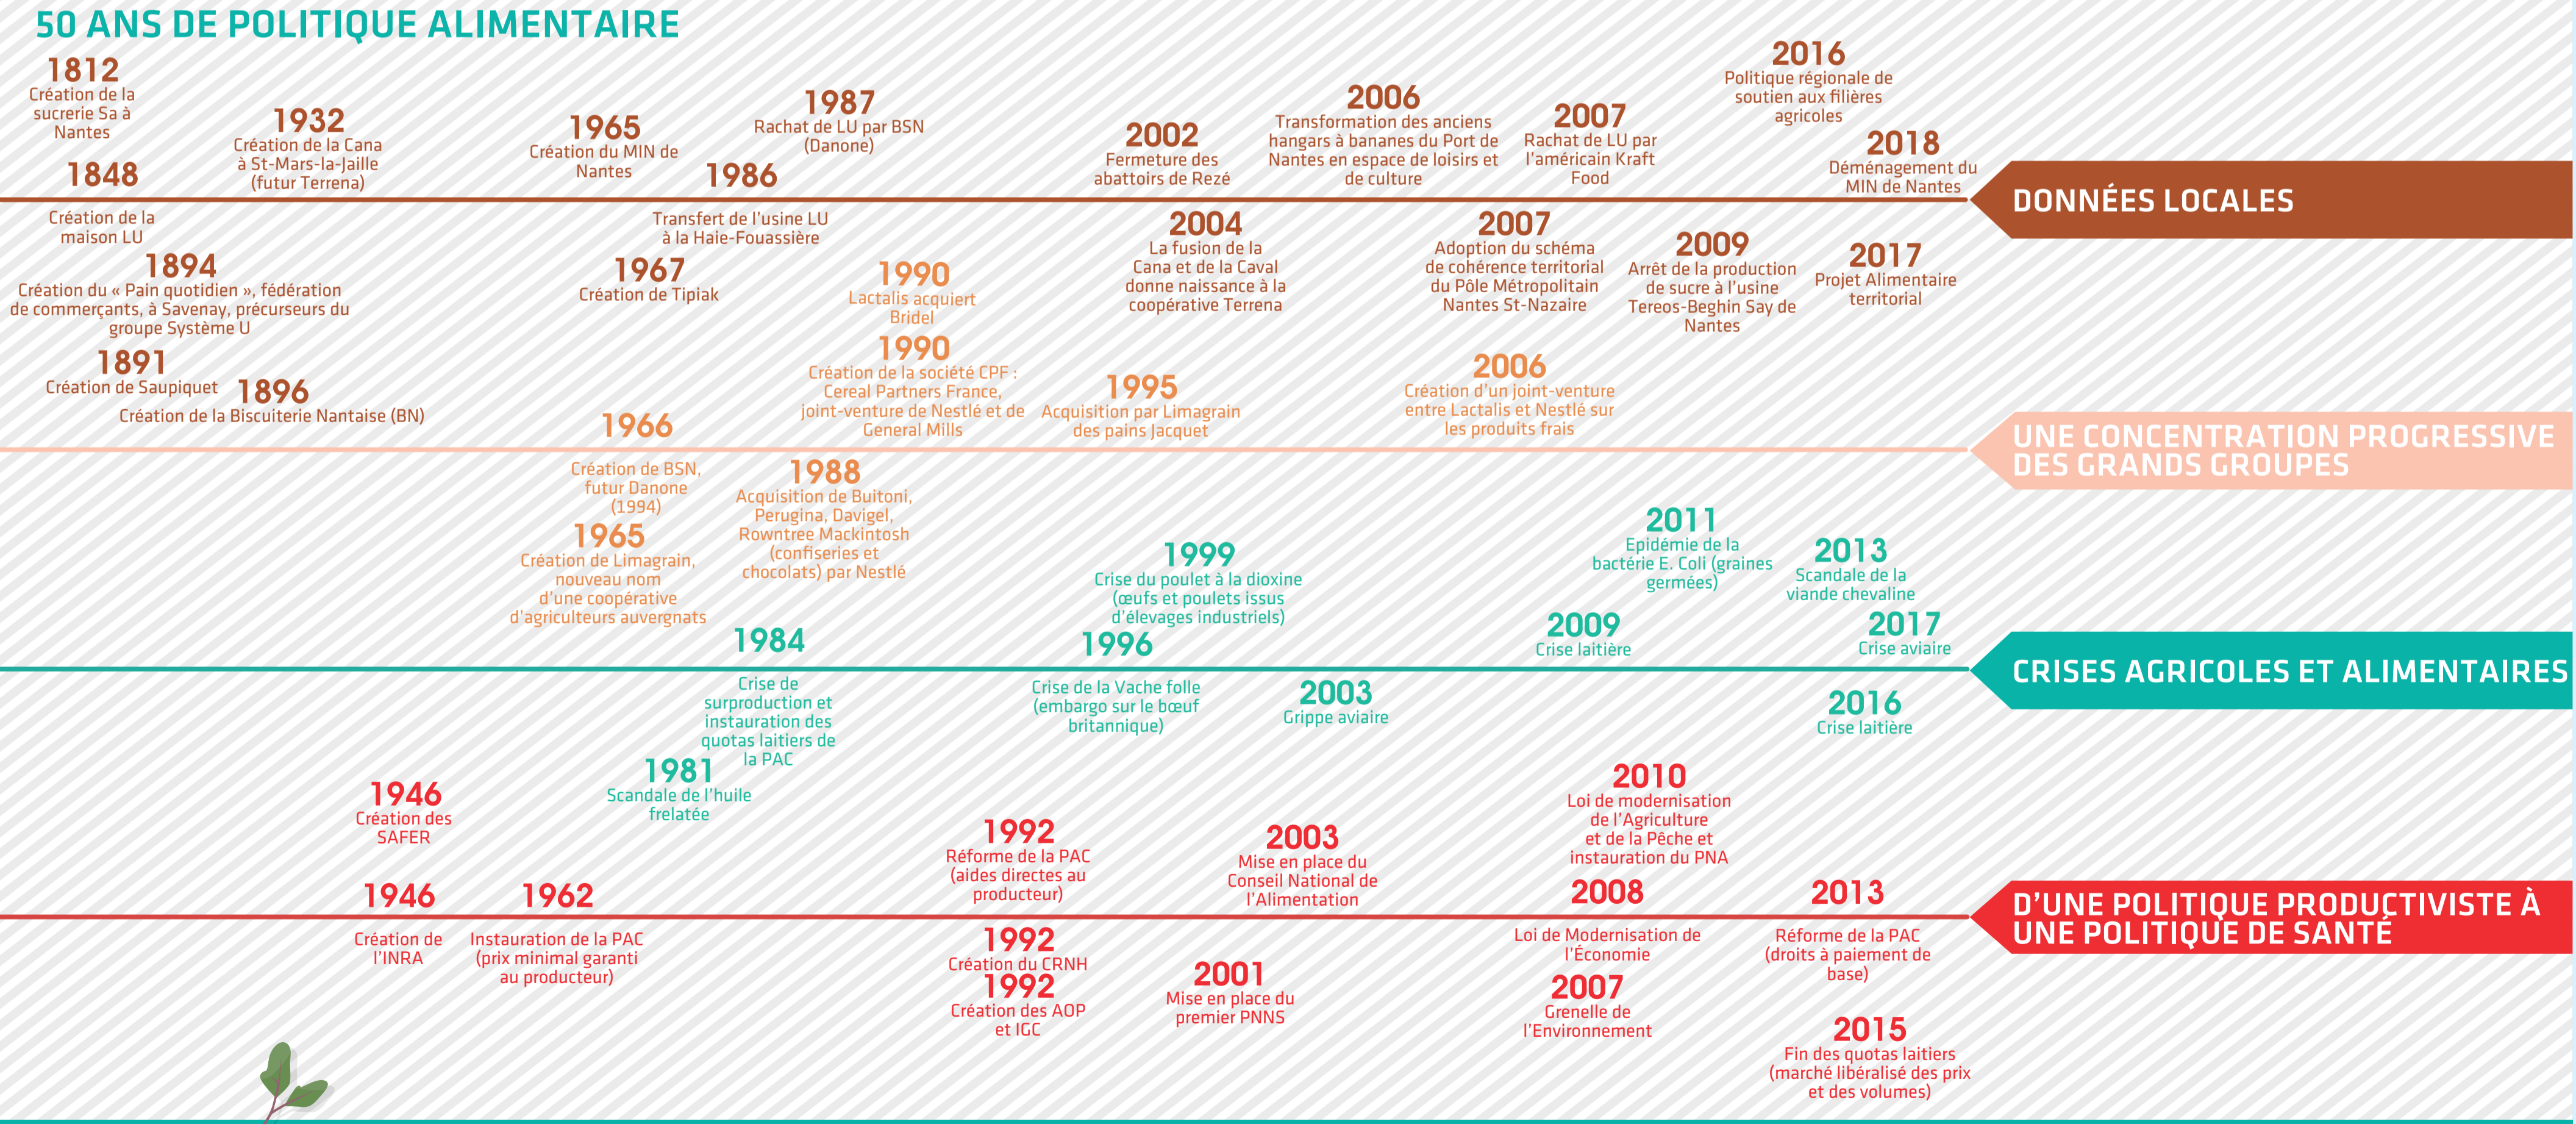 50 ANS DE POLITIQUE ALIMENTAIRE
1812
Création de la
sucrerie Sa à
Nantes
1848
Création de la
maison LU
1894
Création du « Pain quotidien », fédération
de commerçants, à Savenay, précurseurs du
groupe Système U
1891
Création de Saupiquet
1896
Création de la Biscuiterie Nantaise (BN)
1932
Création de la Cana
à St-Mars-la-Jaille
(futur Terrena)
1965
Création du MIN de
Nantes
1986
Transfert de l'usine LU
à la Haie-Fouassière
1967
Création de Tipiak
1987
Rachat de LU par BSN
(Danone)
2002
Fermeture des
abattoirs de Rezé
2004
La fusion de la
Cana et de la Caval
donne naissance à la
coopérative Terrena
2006
Transformation des anciens
hangars à bananes du Port de
Nantes en espace de loisirs et
de culture
2007
Rachat de LU par
l'américain Kraft
Food
2007
Adoption du schéma
de cohérence territorial
du Pôle Métropolitain
Nantes St-Nazaire
2009
Arrêt de la production
de sucre à l'usine
Tereos-Beghin Say de
Nantes
2016
Politique régionale de
soutien aux filières
agricoles
2018
Déménagement du
MIN de Nantes
2017
Projet Alimentaire
territorial
DONNÉES LOCALES
1990
Lactalis acquiert
Bridel
1990
Création de la société CPF :
Cereal Partners France,
joint-venture de Nestlé et de
General Mills
1995
Acquisition par Limagrain
des pains Jacquet
2006
Création d'un joint-venture
entre Lactalis et Nestlé sur
les produits frais
1966
Création de BSN,
futur Danone
(1994)
1965
Création de Limagrain,
nouveau nom
d'une coopérative
d'agriculteurs auvergnats
1988
Acquisition de Buitoni,
Perugina, Davigel,
Rowntree Mackintosh
(confiseries et
chocolats) par Nestlé
UNE CONCENTRATION PROGRESSIVE
DES GRANDS GROUPES
1984
Crise de
surproduction et
instauration des
quotas laitiers de
la PAC
1981
Scandale de l'huile
frelatée
1999
Crise du poulet à la dioxine
(œufs et poulets issus
d'élevages industriels)
1996
Crise de la Vache folle
(embargo sur le bœuf
britannique)
2003
Grippe aviaire
2011
Epidémie de la
bactérie E. Coli (graines
germées)
2009
Crise laitière
2013
Scandale de la
viande chevaline
2017
Crise aviaire
2016
Crise laitière
CRISES AGRICOLES ET ALIMENTAIRES
1946
Création des
SAFER
1946
Création de
l'INRA
1962
Instauration de la PAC
(prix minimal garanti
au producteur)
1992
Réforme de la PAC
(aides directes au
producteur)
1992
Création du CRNH
1992
Création des AOP
et IGC
2003
Mise en place du
Conseil National de
l'Alimentation
2001
Mise en place du
premier PNNS
2010
Loi de modernisation
de l'Agriculture
et de la Pêche et
instauration du PNA
2008
Loi de Modernisation de
l'Économie
2007
Grenelle de
l'Environnement
2013
Réforme de la PAC
(droits à paiement de
base)
2015
Fin des quotas laitiers
(marché libéralisé des prix
et des volumes)
D'UNE POLITIQUE PRODUCTIVISTE À
UNE POLITIQUE DE SANTÉ